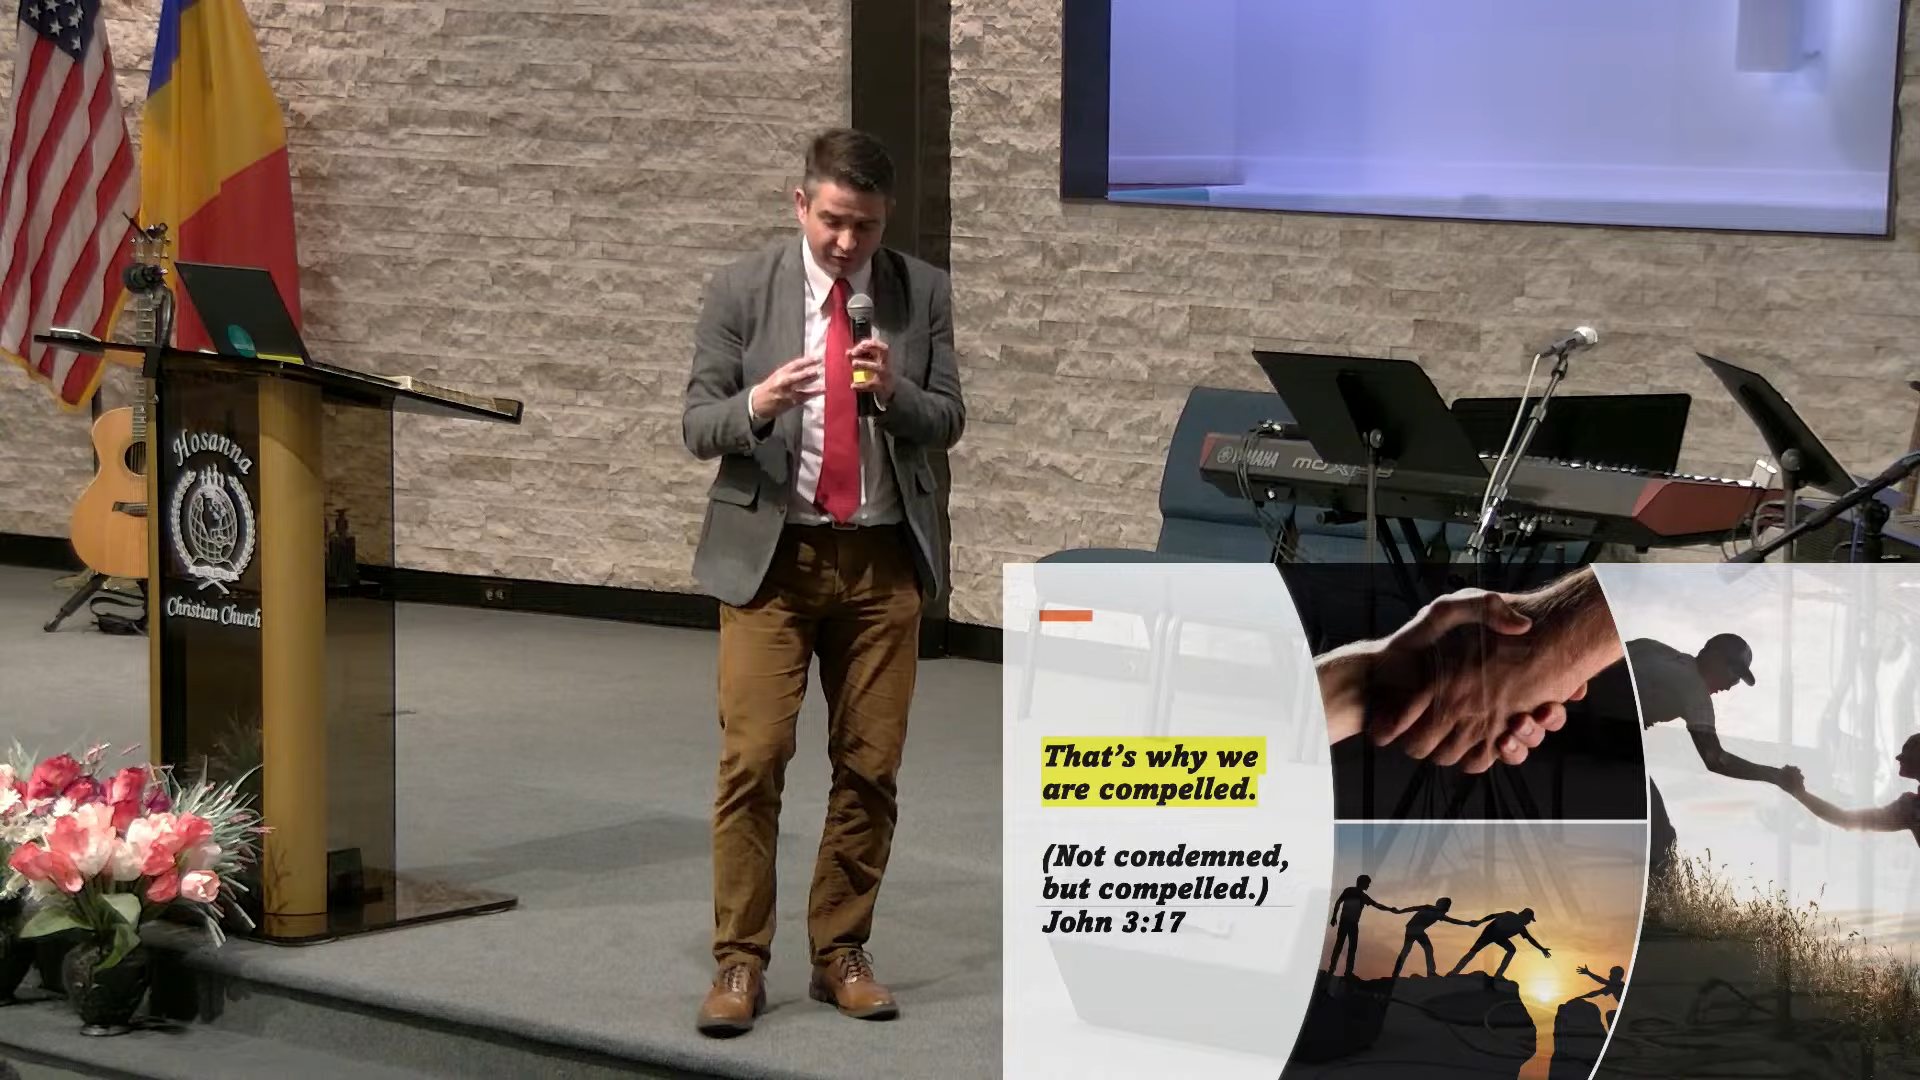 Hosanna
Christian Church
YAMAHA
That's why we
are compelled.
(Not condemned,
but compelled.)
John 3:17